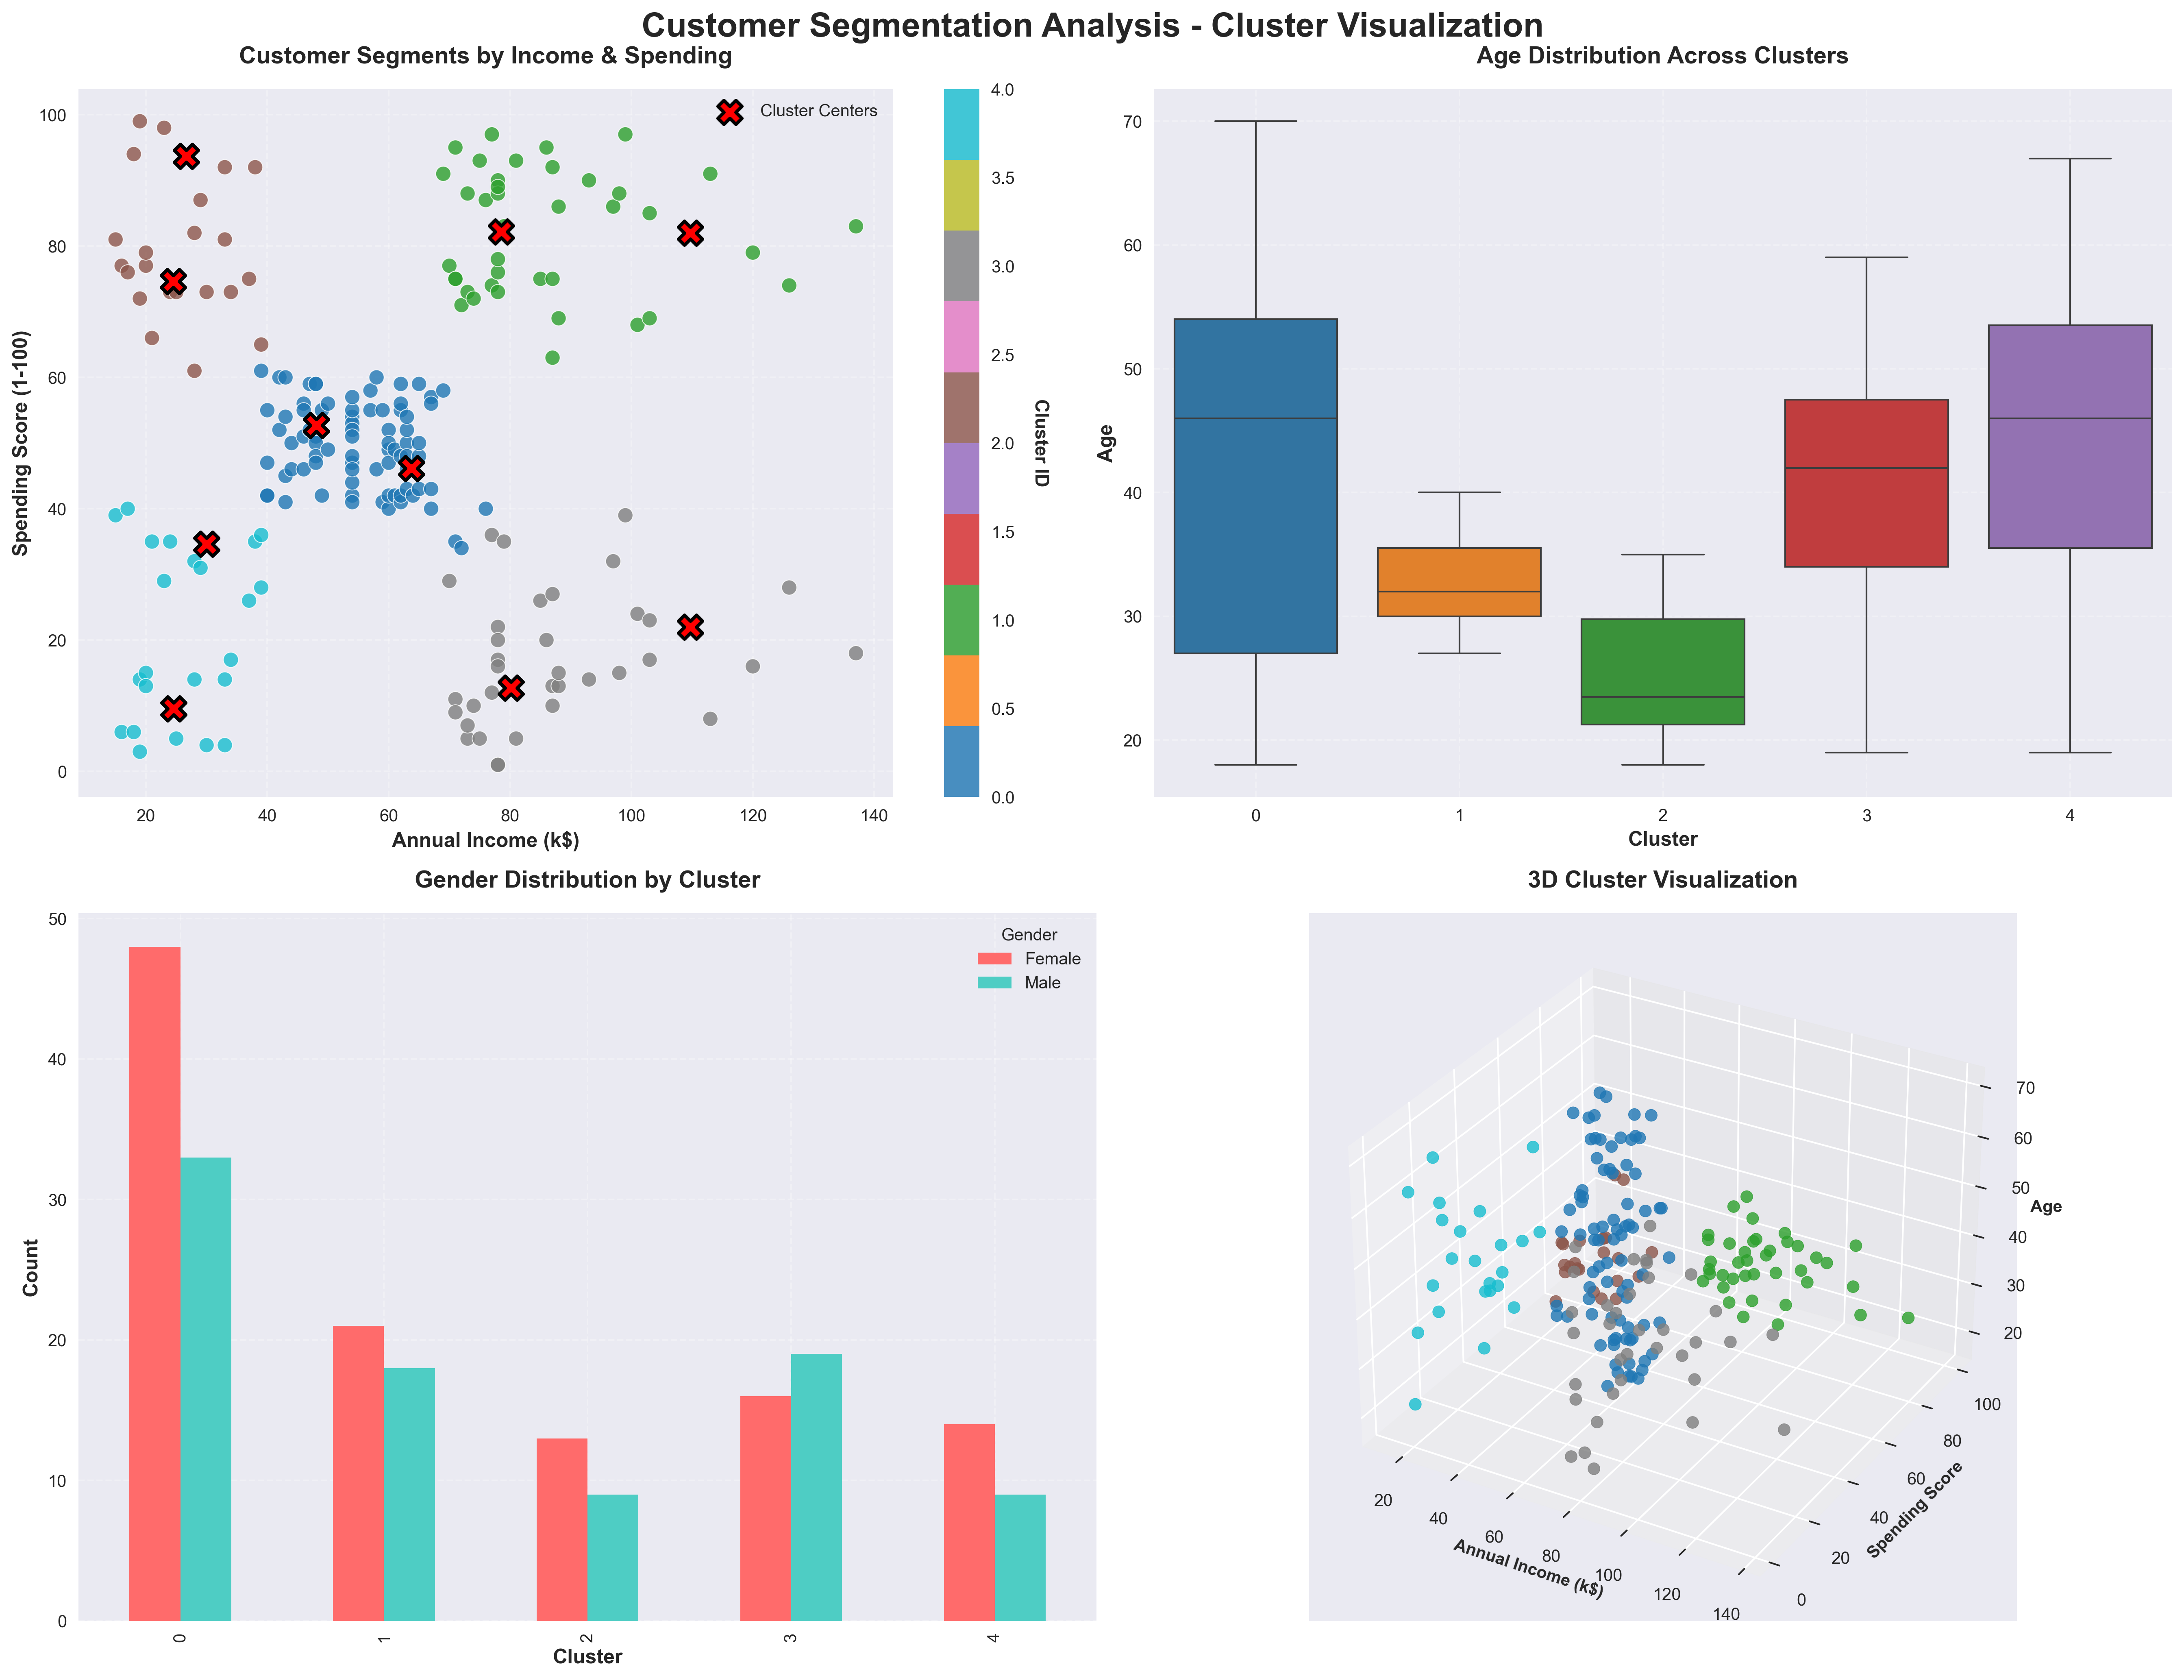 Customer Segmentation Analysis - Cluster Visualization
Customer Segments by Income & Spending
Spending Score (1-100)
100
80
60
40
20
0
20 40 60 80 100 120 140
Annual Income (k$)
Cluster Centers
4.0
3.5
3.0
2.5
2.0
1.5
1.0
0.5
0.0
Cluster ID
Age Distribution Across Clusters
Age
70
60
50
40
30
20
0 1 2 3 4
Cluster
Gender Distribution by Cluster
Count
50
40
30
20
10
0
0 1 2 3 4
Cluster
Gender
Female
Male
3D Cluster Visualization
70
60
50
40
30
20
Age
100
80
60
40
20
0
Spending Score
20
40
60
80
100
120
140
Annual Income (k$)